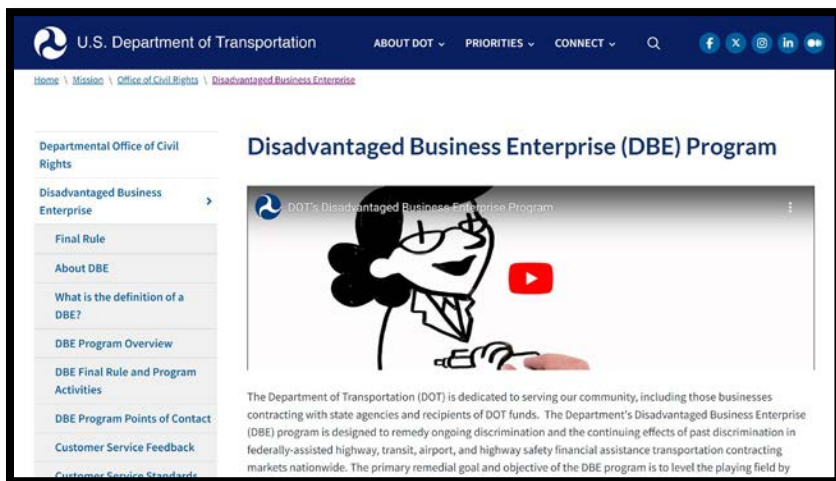 U.S. Department of Transportation
ABOUT DOT
PRIORITIES
CONNECT
Home \ Mission \ Office of Civil Rights \ Disadvantaged Business Enterprise
Departmental Office of Civil
Rights
Disadvantaged Business
Enterprise
Final Rule
About DBE
What is the definition of a
DBE?
DBE Program Overview
DBE Final Rule and Program
Activities
DBE Program Points of Contact
Customer Service Feedback
Customer Service Standards
Disadvantaged Business Enterprise (DBE) Program
DOT's Disadvantaged Business Enterprise Program
The Department of Transportation (DOT) is dedicated to serving our community, including those businesses
contracting with state agencies and recipients of DOT funds. The Department's Disadvantaged Business Enterprise
(DBE) program is designed to remedy ongoing discrimination and the continuing effects of past discrimination in
federally-assisted highway, transit, airport, and highway safety financial assistance transportation contracting
markets nationwide. The primary remedial goal and objective of the DBE program is to level the playing field by